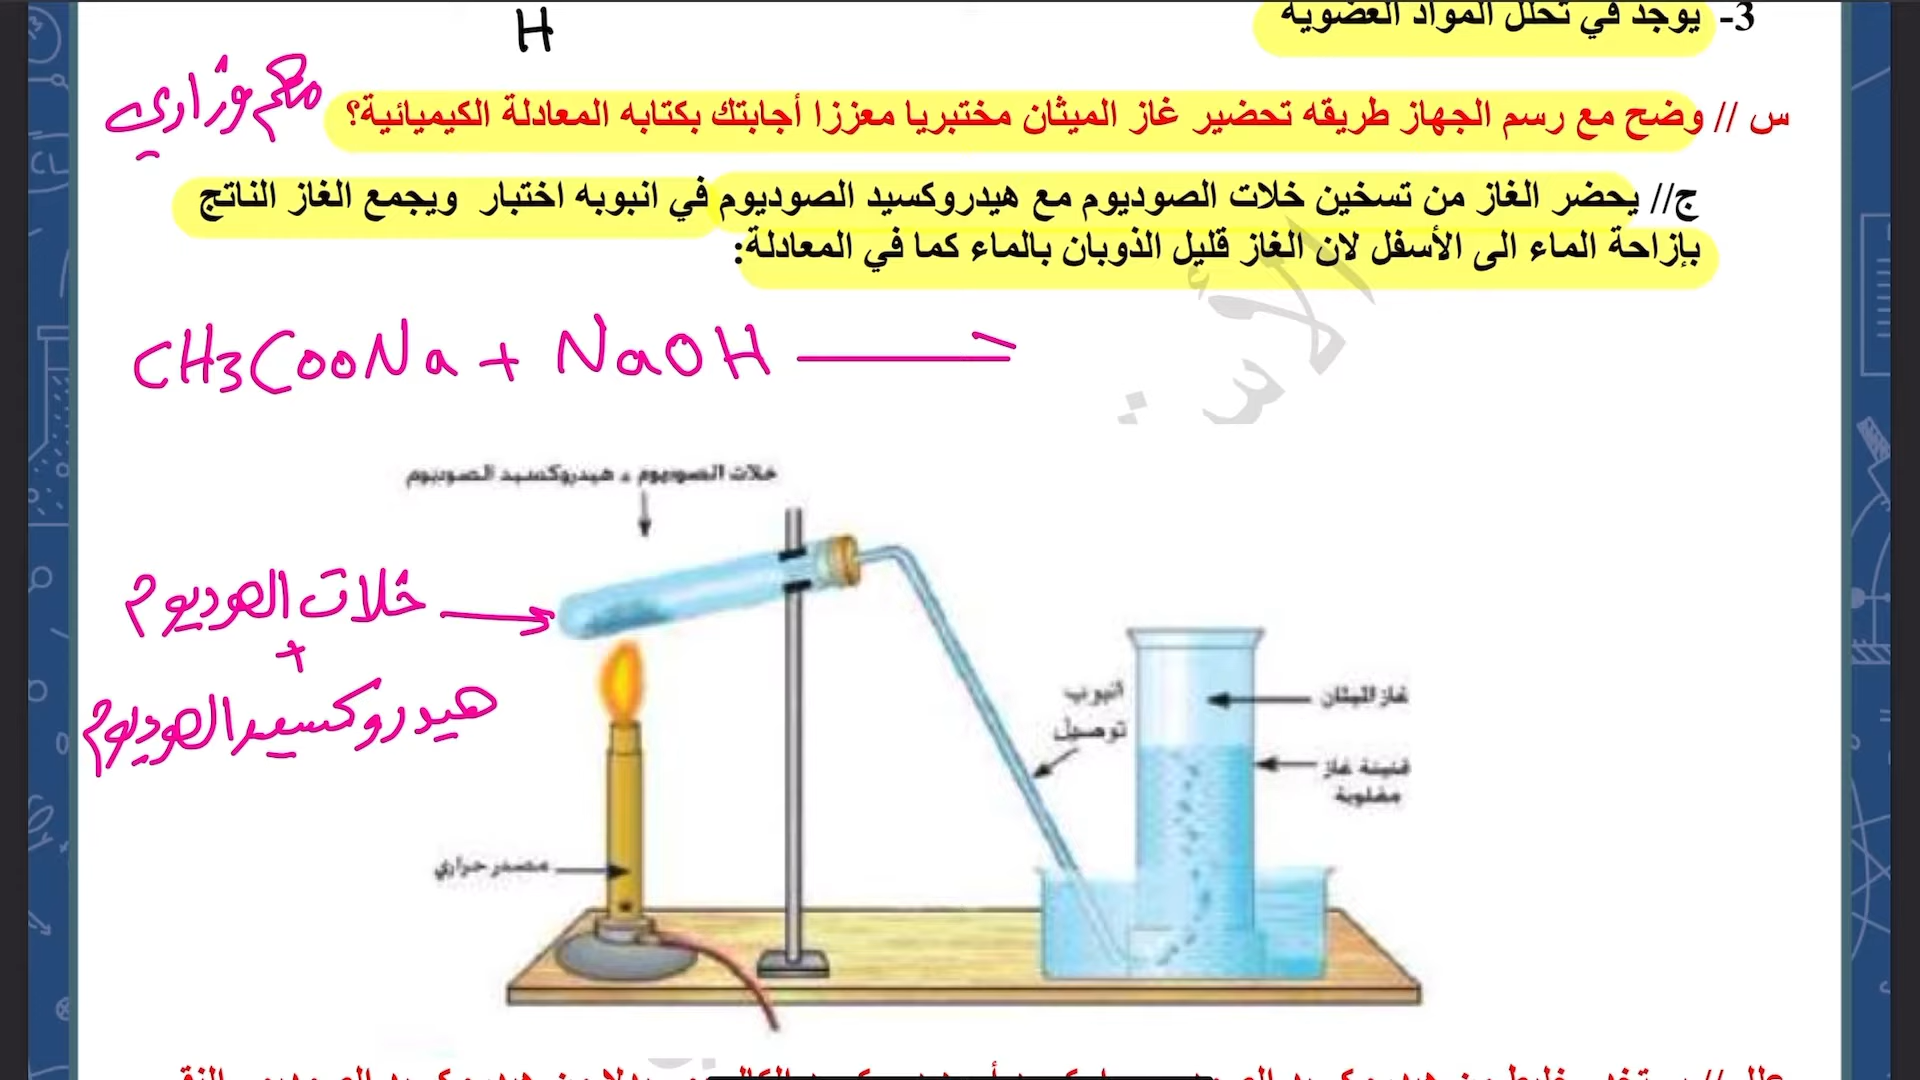 3- يوجد في تحلل المواد العضوية
H
س // وضح مع رسم الجهاز طريقه تحضير غاز الميثان مختبريا معززا أجابتك بكتابه المعادلة الكيميائية؟
مهم وزاري
ج// يحضر الغاز من تسخين خلات الصوديوم مع هيدروكسيد الصوديوم في انبوبه اختبار ويجمع الغاز الناتج
بإزاحة الماء الى الأسفل لان الغاز قليل الذوبان بالماء كما في المعادلة:
CH3COONa + NaOH
خلات الصوديوم + هيدروكسيد الصوديوم
خلات الصوديوم
+
هيدروكسيد الصوديوم
انبوب
توصيل
غاز الميثان
قنينة غاز
مقلوبة
مصدر حراري